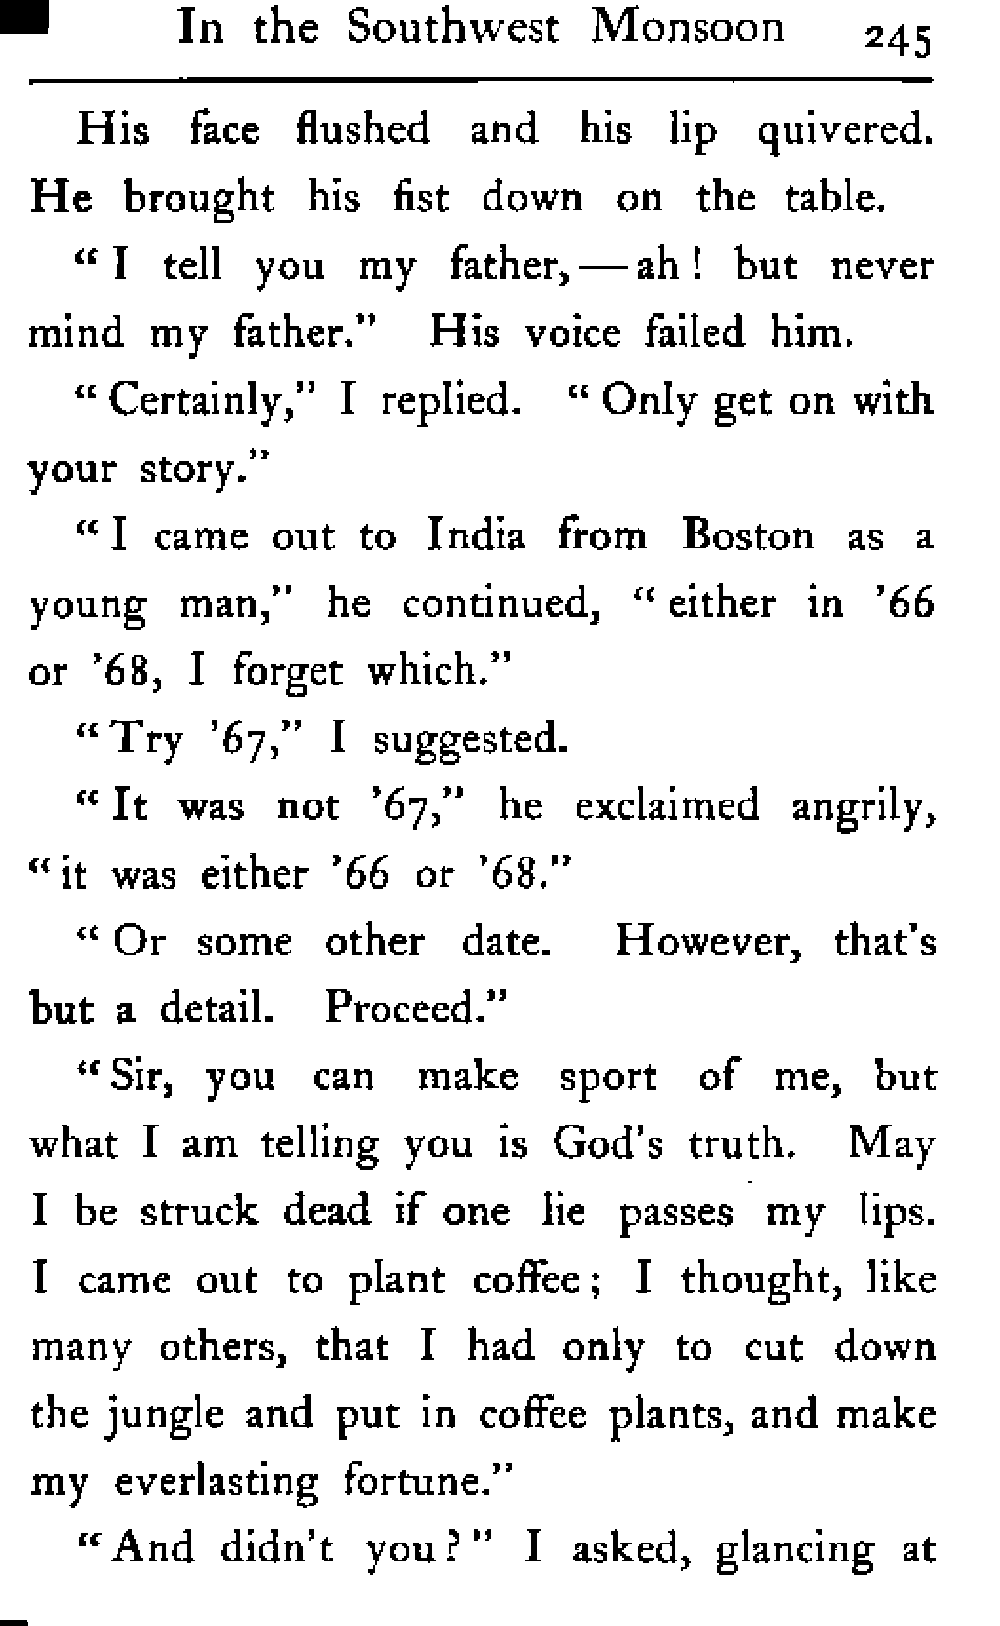 In the Southwest Monsoon 245
His face flushed and his lip quivered.
He brought his fist down on the table.
“ I tell you my father, — ah ! but never
mind my father.” His voice failed him.
“ Certainly,” I replied. “ Only get on with
your story.”
“ I came out to India from Boston as a
young man,” he continued, “ either in ’66
or ’68, I forget which.”
“ Try ’67,” I suggested.
“ It was not ’67,” he exclaimed angrily,
“ it was either ’66 or ’68.”
“ Or some other date. However, that’s
but a detail. Proceed.”
“ Sir, you can make sport of me, but
what I am telling you is God’s truth. May
I be struck dead if one lie passes my lips.
I came out to plant coffee ; I thought, like
many others, that I had only to cut down
the jungle and put in coffee plants, and make
my everlasting fortune.”
“ And didn’t you ? ” I asked, glancing at